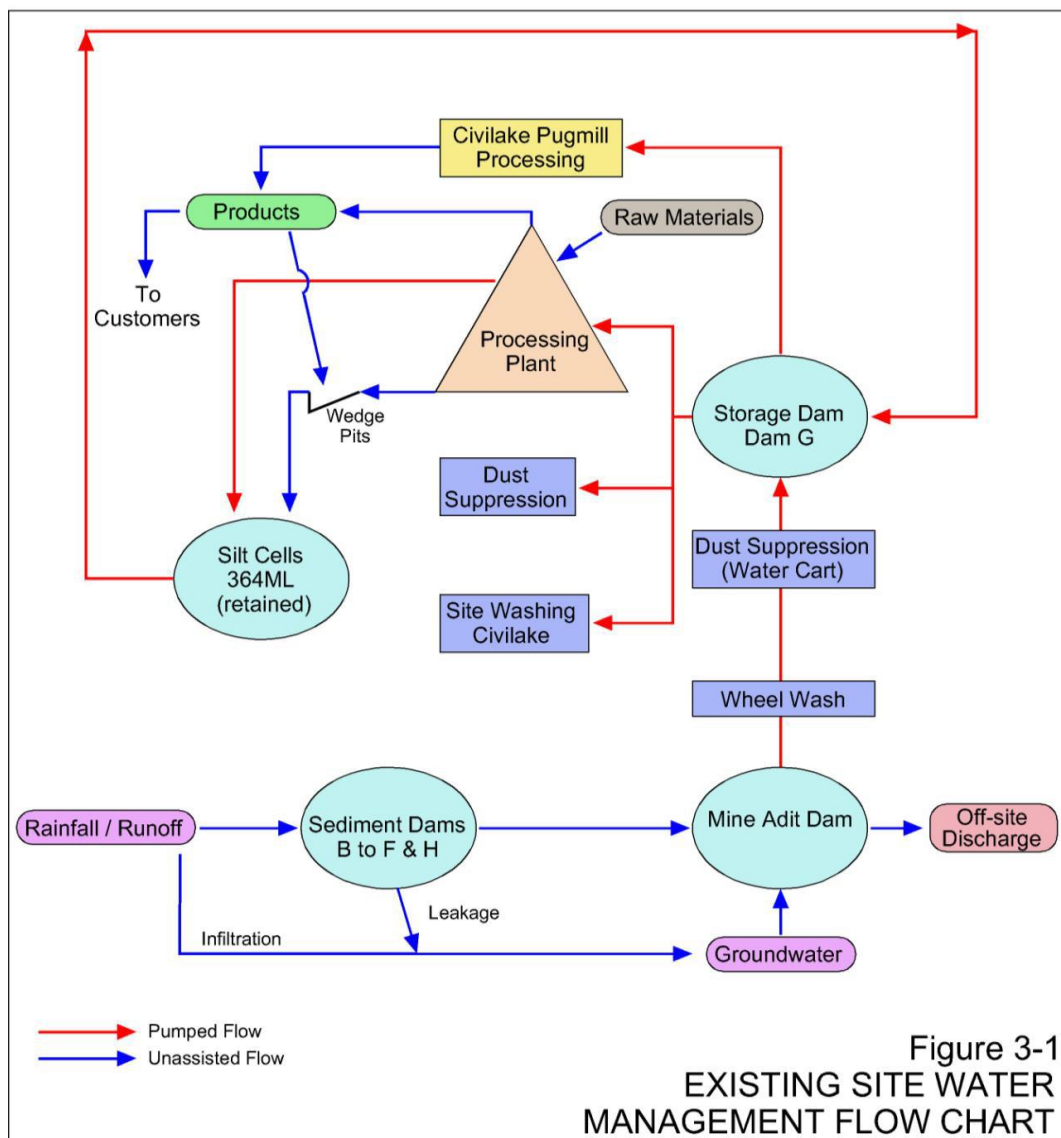 Civilake Pugmill
Processing
Products
Raw Materials
To
Customers
Processing
Plant
Wedge
Pits
Storage Dam
Dam G
Dust
Suppression
Silt Cells
364ML
(retained)
Dust Suppression
(Water Cart)
Site Washing
Civilake
Wheel Wash
Rainfall / Runoff
Sediment Dams
B to F & H
Mine Adit Dam
Off-site
Discharge
Leakage
Infiltration
Groundwater
Pumped Flow
Unassisted Flow
Figure 3-1
EXISTING SITE WATER
MANAGEMENT FLOW CHART